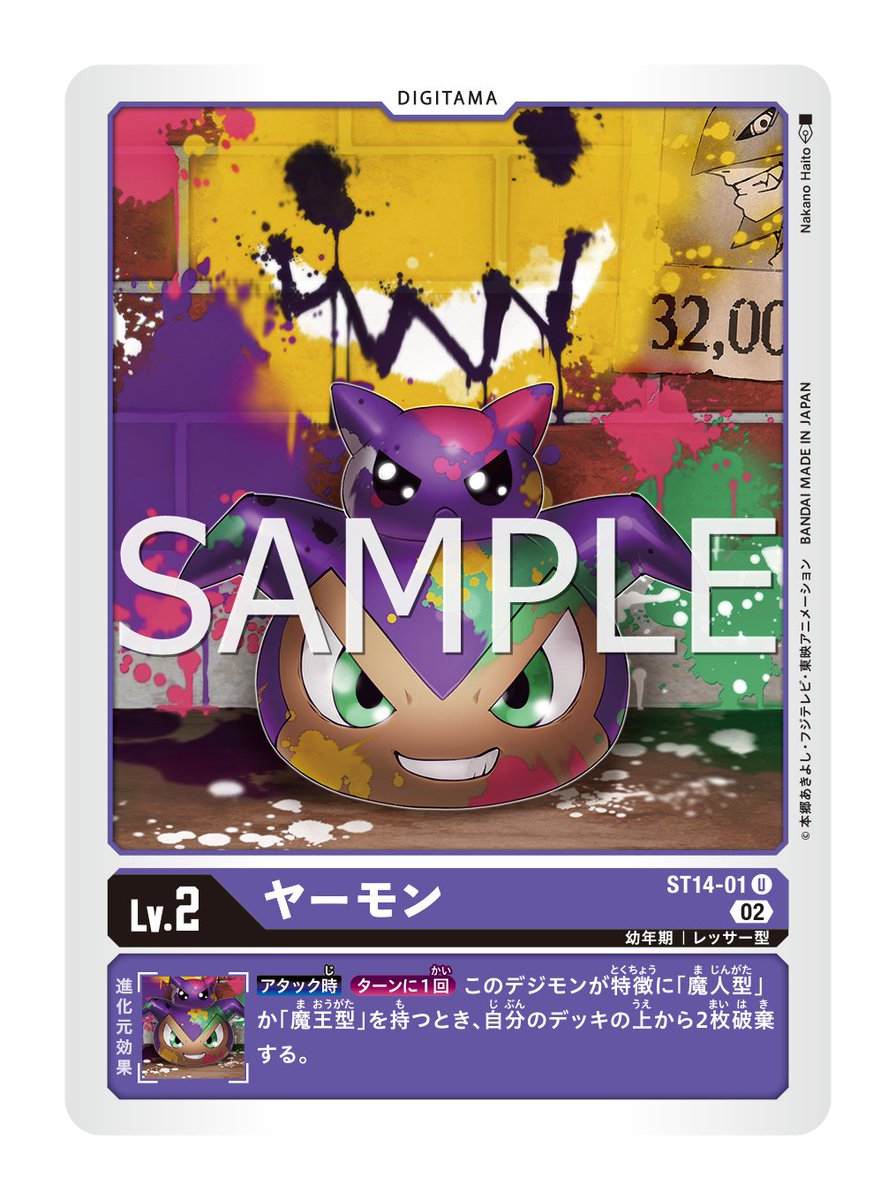 DIGITAMA
Nakano Haito
32,00
SAMPLE
©本郷あきよし・フジテレビ・東映アニメーション BANDAI MADE IN JAPAN
Lv.2
ヤーモン
ST14-01 U
02
幼年期 | レッサー型
進化元効果
アタック時 ターンに1回 このデジモンが特徴に「魔人型」
か「魔王型」を持つとき、自分のデッキの上から2枚破棄
する。